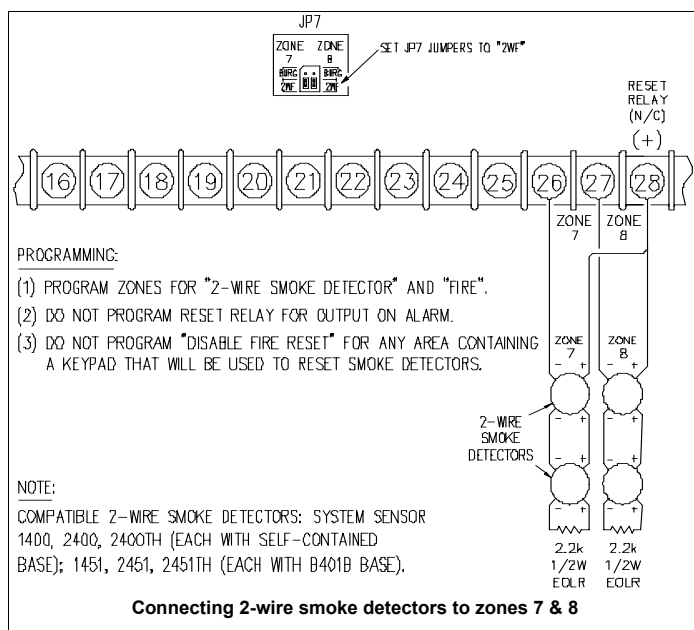 JP7
ZONE ZONE
7 8
BURG BURG
2WF 2WF
SET JP7 JUMPERS TO "2WF"
RESET
RELAY
(N/C)
(+)
16 17 18 19 20 21 22 23 24 25 26 27 28
ZONE ZONE
7 8
PROGRAMMING:
(1) PROGRAM ZONES FOR "2-WIRE SMOKE DETECTOR" AND "FIRE".
(2) DO NOT PROGRAM RESET RELAY FOR OUTPUT ON ALARM.
(3) DO NOT PROGRAM "DISABLE FIRE RESET" FOR ANY AREA CONTAINING
A KEYPAD THAT WILL BE USED TO RESET SMOKE DETECTORS.
ZONE ZONE
7 8
- + - +
2-WIRE
SMOKE
DETECTORS
- + - +
- + - +
- + - +
NOTE:
COMPATIBLE 2-WIRE SMOKE DETECTORS: SYSTEM SENSOR
1400, 2400, 2400TH (EACH WITH SELF-CONTAINED
BASE); 1451, 2451, 2451TH (EACH WITH B401B BASE).
2.2k 2.2k
1/2W 1/2W
EOLR EOLR
Connecting 2-wire smoke detectors to zones 7 & 8